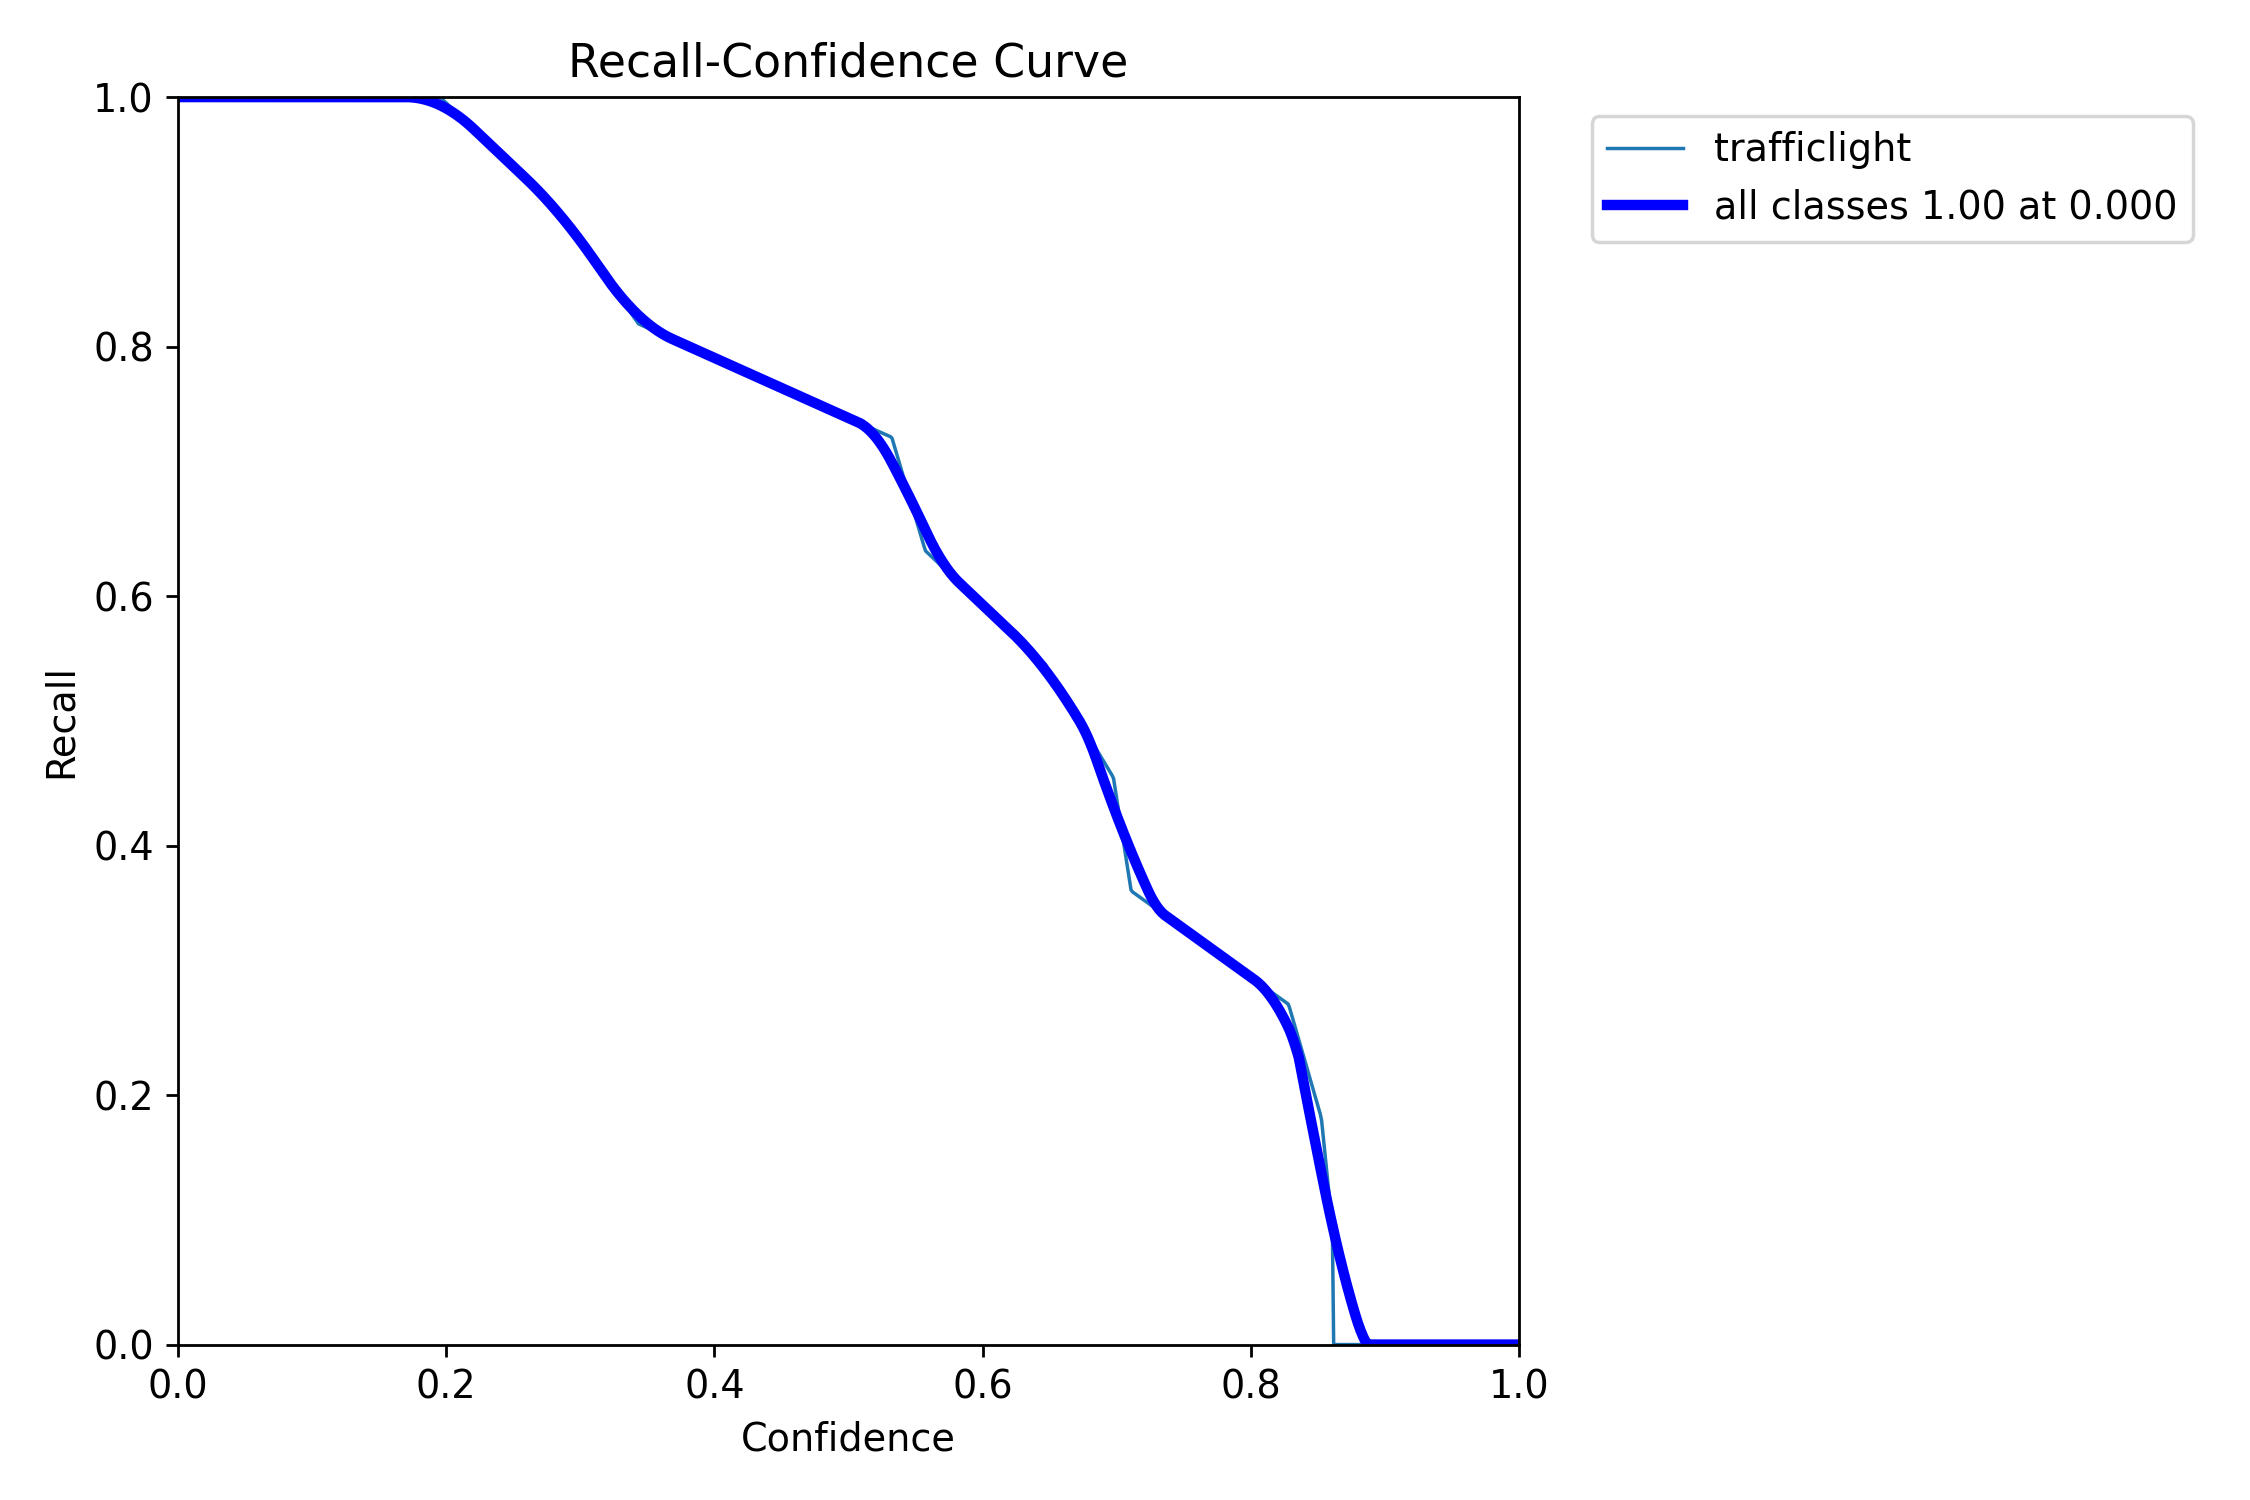 Recall-Confidence Curve
trafficlight
all classes 1.00 at 0.000
1.0
0.8
0.6
0.4
0.2
0.0
Recall
0.0 0.2 0.4 0.6 0.8 1.0
Confidence